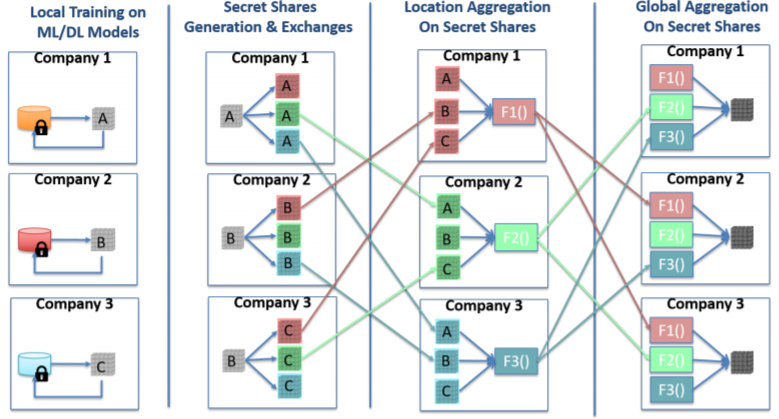 Local Training on
ML/DL Models
Company 1
A
Company 2
B
Company 3
C
Secret Shares
Generation & Exchanges
Company 1
A
A
A
A
Company 2
B
B
B
B
Company 3
C
B
C
C
Location Aggregation
On Secret Shares
Company 1
A
B
F1()
C
Company 2
A
B
F2()
C
Company 3
A
B
F3()
C
Global Aggregation
On Secret Shares
Company 1
F1()
F2()
F3()
Company 2
F1()
F2()
F3()
Company 3
F1()
F2()
F3()